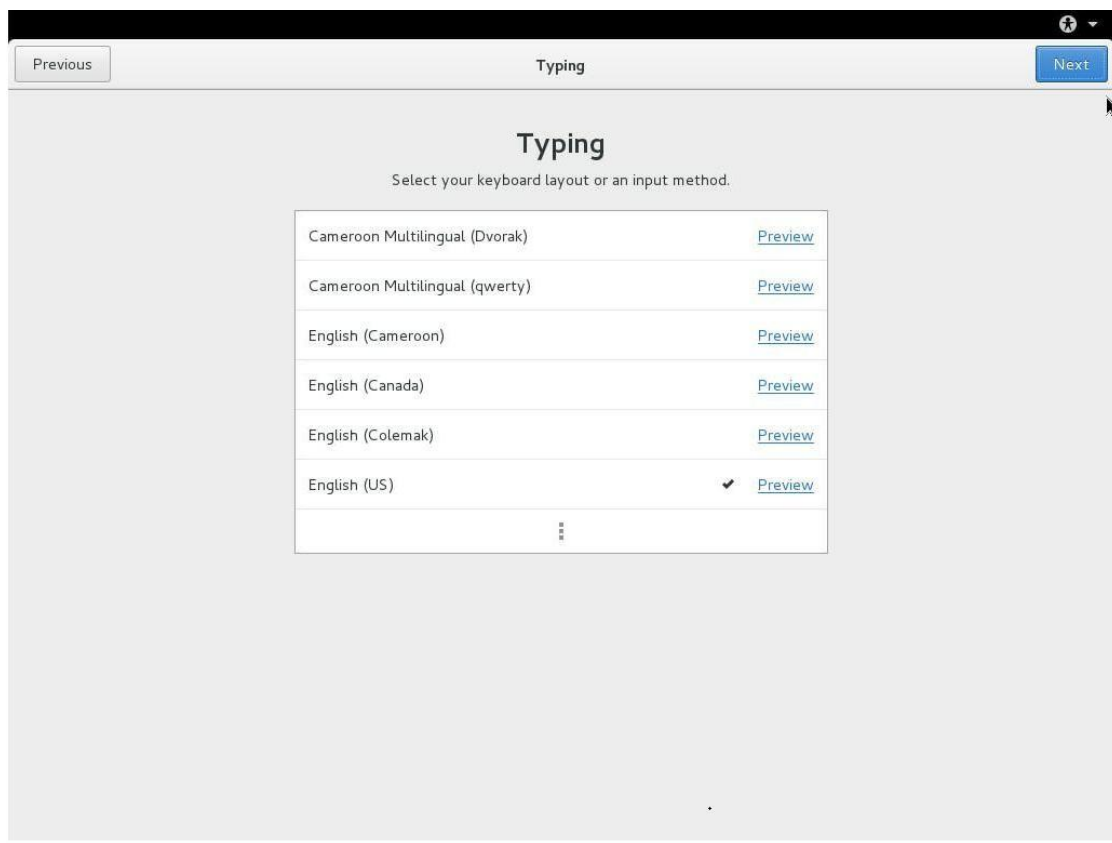 Previous
Typing
Next
Typing
Select your keyboard layout or an input method.
Cameroon Multilingual (Dvorak) Preview
Cameroon Multilingual (qwerty) Preview
English (Cameroon) Preview
English (Canada) Preview
English (Colemak) Preview
English (US) Preview